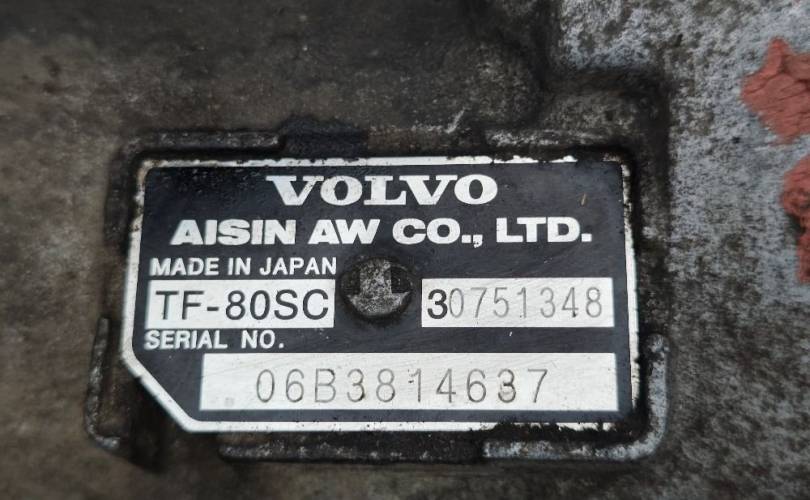 VOLVO
AISIN AW CO., LTD.
MADE IN JAPAN
TF-80SC 30751348
SERIAL NO.
06B3814637